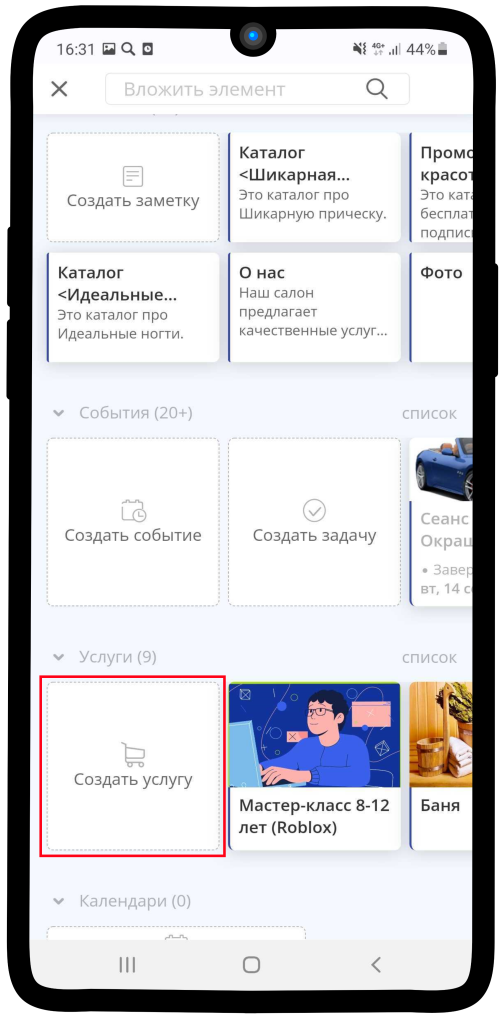 16:31
4G+
44%
Вложить элемент
Создать заметку
Каталог
<Шикарная...
Это каталог про
Шикарную прическу.
Промо
красот
Это ката
бесплат
подписк
Каталог
<Идеальные...
Это каталог про
Идеальные ногти.
О нас
Наш салон
предлагает
качественные услуг...
Фото
События (20+)
список
Создать событие
Создать задачу
Сеанс
Окраш
• Завер
вт, 14 с
Услуги (9)
список
Создать услугу
Мастер-класс 8-12
лет (Roblox)
Баня
Календари (0)